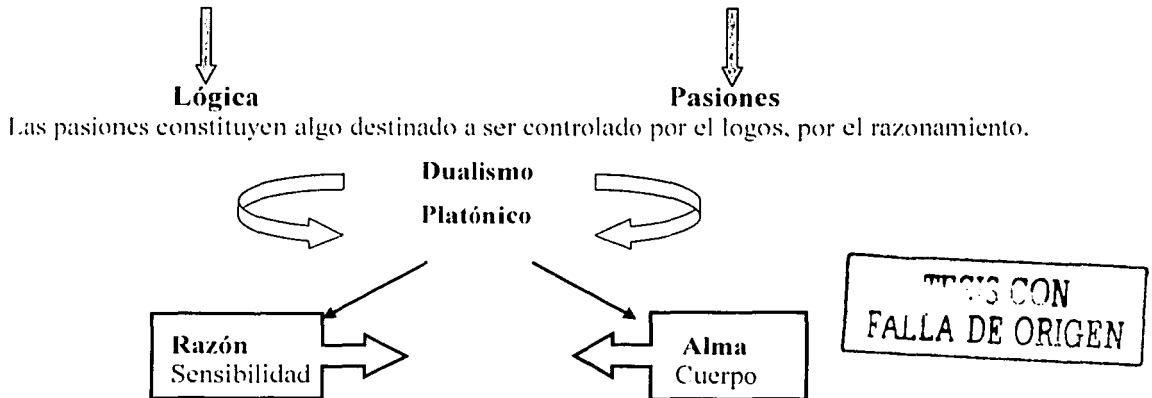 Lógica Pasiones
Las pasiones constituyen algo destinado a ser controlado por el logos, por el razonamiento.
Dualismo
Platónico
Razón
Sensibilidad
Alma
Cuerpo
TESIS CON
FALLA DE ORIGEN